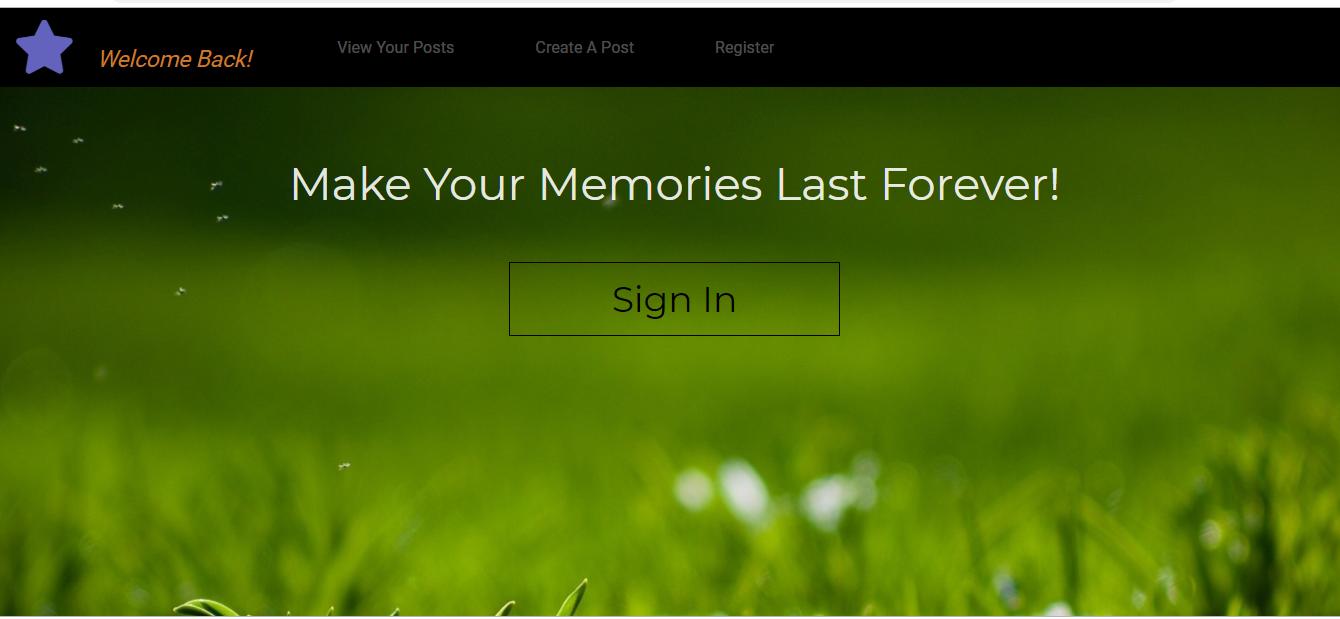 Welcome Back!
View Your Posts
Create A Post
Register
Make Your Memories Last Forever!
Sign In